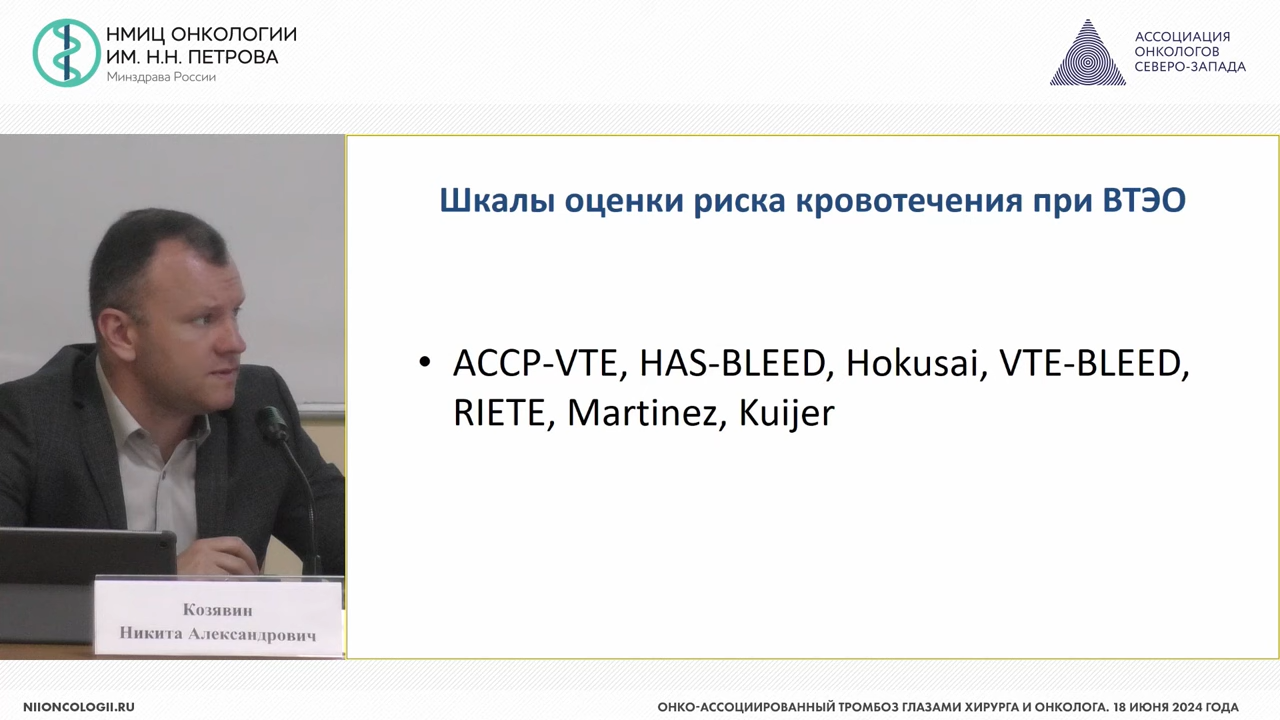 НМИЦ ОНКОЛОГИИ
ИМ. Н.Н. ПЕТРОВА
Минздрава России
АССОЦИАЦИЯ
ОНКОЛОГОВ
СЕВЕРО-ЗАПАДА
Шкалы оценки риска кровотечения при ВТЭО
• ACCP-VTE, HAS-BLEED, Hokusai, VTE-BLEED,
RIETE, Martinez, Kuijer
Козявин
Никита Александрович
NIIONCOLOGII.RU
ОНКО-АССОЦИИРОВАННЫЙ ТРОМБОЗ ГЛАЗАМИ ХИРУРГА И ОНКОЛОГА. 18 ИЮНЯ 2024 ГОДА